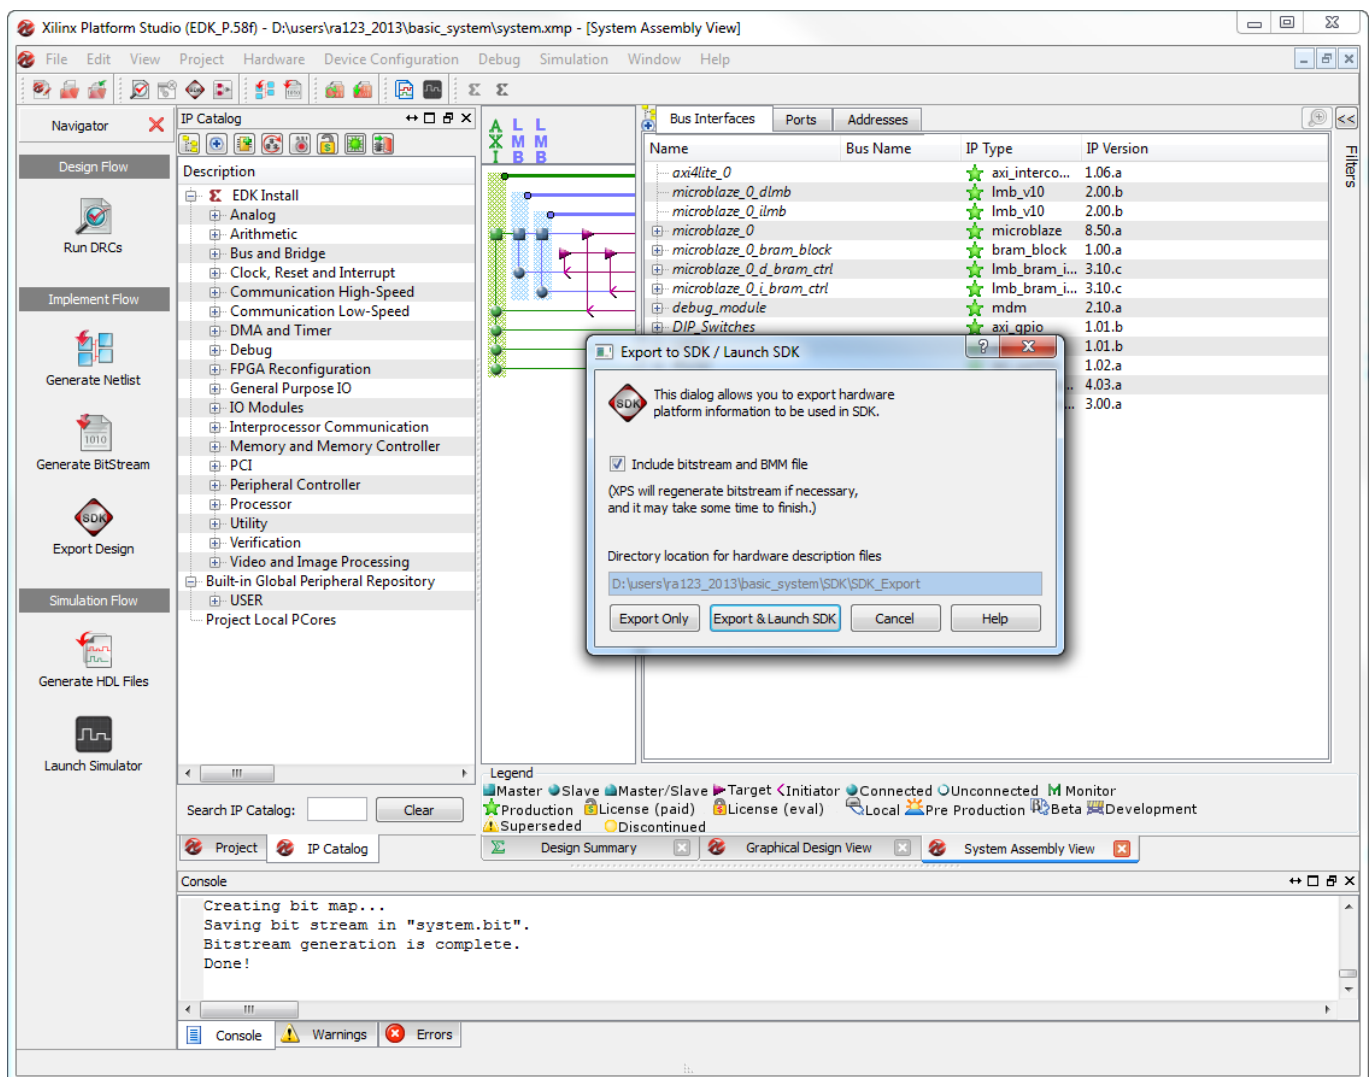 Xilinx Platform Studio (EDK_P.58f) - D:\users\ra123_2013\basic_system\system.xmp - [System Assembly View]
File Edit View Project Hardware Device Configuration Debug Simulation Window Help
Navigator
Design Flow
Run DRCs
Implement Flow
Generate Netlist
1010
Generate BitStream
SDK
Export Design
Simulation Flow
Generate HDL Files
Launch Simulator
IP Catalog
Description
EDK Install
Analog
Arithmetic
Bus and Bridge
Clock, Reset and Interrupt
Communication High-Speed
Communication Low-Speed
DMA and Timer
Debug
FPGA Reconfiguration
General Purpose IO
IO Modules
Interprocessor Communication
Memory and Memory Controller
PCI
Peripheral Controller
Processor
Utility
Verification
Video and Image Processing
Built-in Global Peripheral Repository
USER
Project Local PCores
Search IP Catalog: Clear
Project IP Catalog
A L L
X M M
I B B
Bus Interfaces Ports Addresses
<<
Filters
Name Bus Name IP Type IP Version
axi4lite_0 axi_interco... 1.06.a
microblaze_0_dlmb lmb_v10 2.00.b
microblaze_0_ilmb lmb_v10 2.00.b
microblaze_0 microblaze 8.50.a
microblaze_0_bram_block bram_block 1.00.a
microblaze_0_d_bram_ctrl lmb_bram_i... 3.10.c
microblaze_0_i_bram_ctrl lmb_bram_i... 3.10.c
debug_module mdm 2.10.a
DIP_Switches axi_gpio 1.01.b
1.01.b
1.02.a
4.03.a
3.00.a
Export to SDK / Launch SDK
SDK
This dialog allows you to export hardware
platform information to be used in SDK.
Include bitstream and BMM file
(XPS will regenerate bitstream if necessary,
and it may take some time to finish.)
Directory location for hardware description files
D:\users\ra123_2013\basic_system\SDK\SDK_Export
Export Only Export & Launch SDK Cancel Help
Legend
Master Slave Master/Slave Target Initiator Connected Unconnected M Monitor
Production License (paid) License (eval) Local Pre Production Beta Development
Superseded Discontinued
Design Summary Graphical Design View System Assembly View
Console
Creating bit map...
Saving bit stream in "system.bit".
Bitstream generation is complete.
Done!
Console Warnings Errors